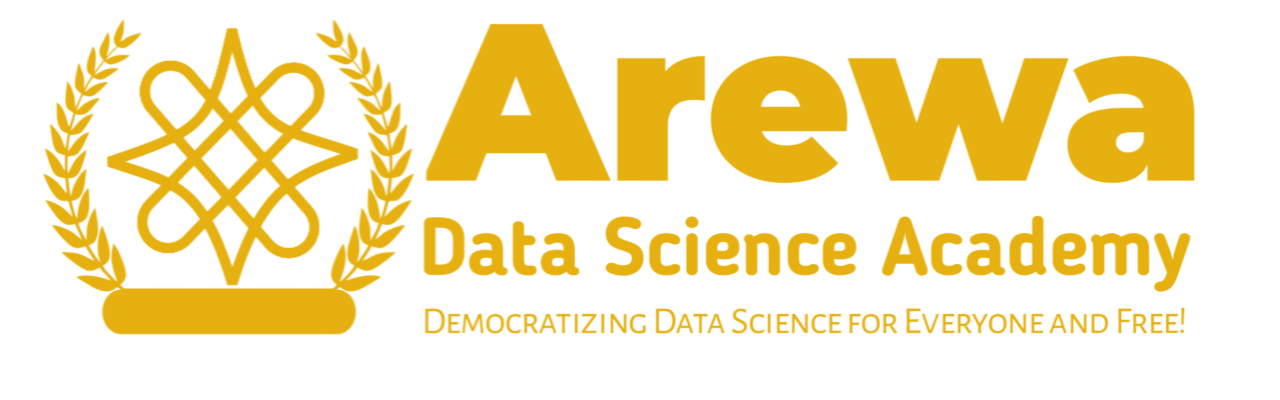 Arewa
Data Science Academy
Democratizing Data Science for Everyone and Free!